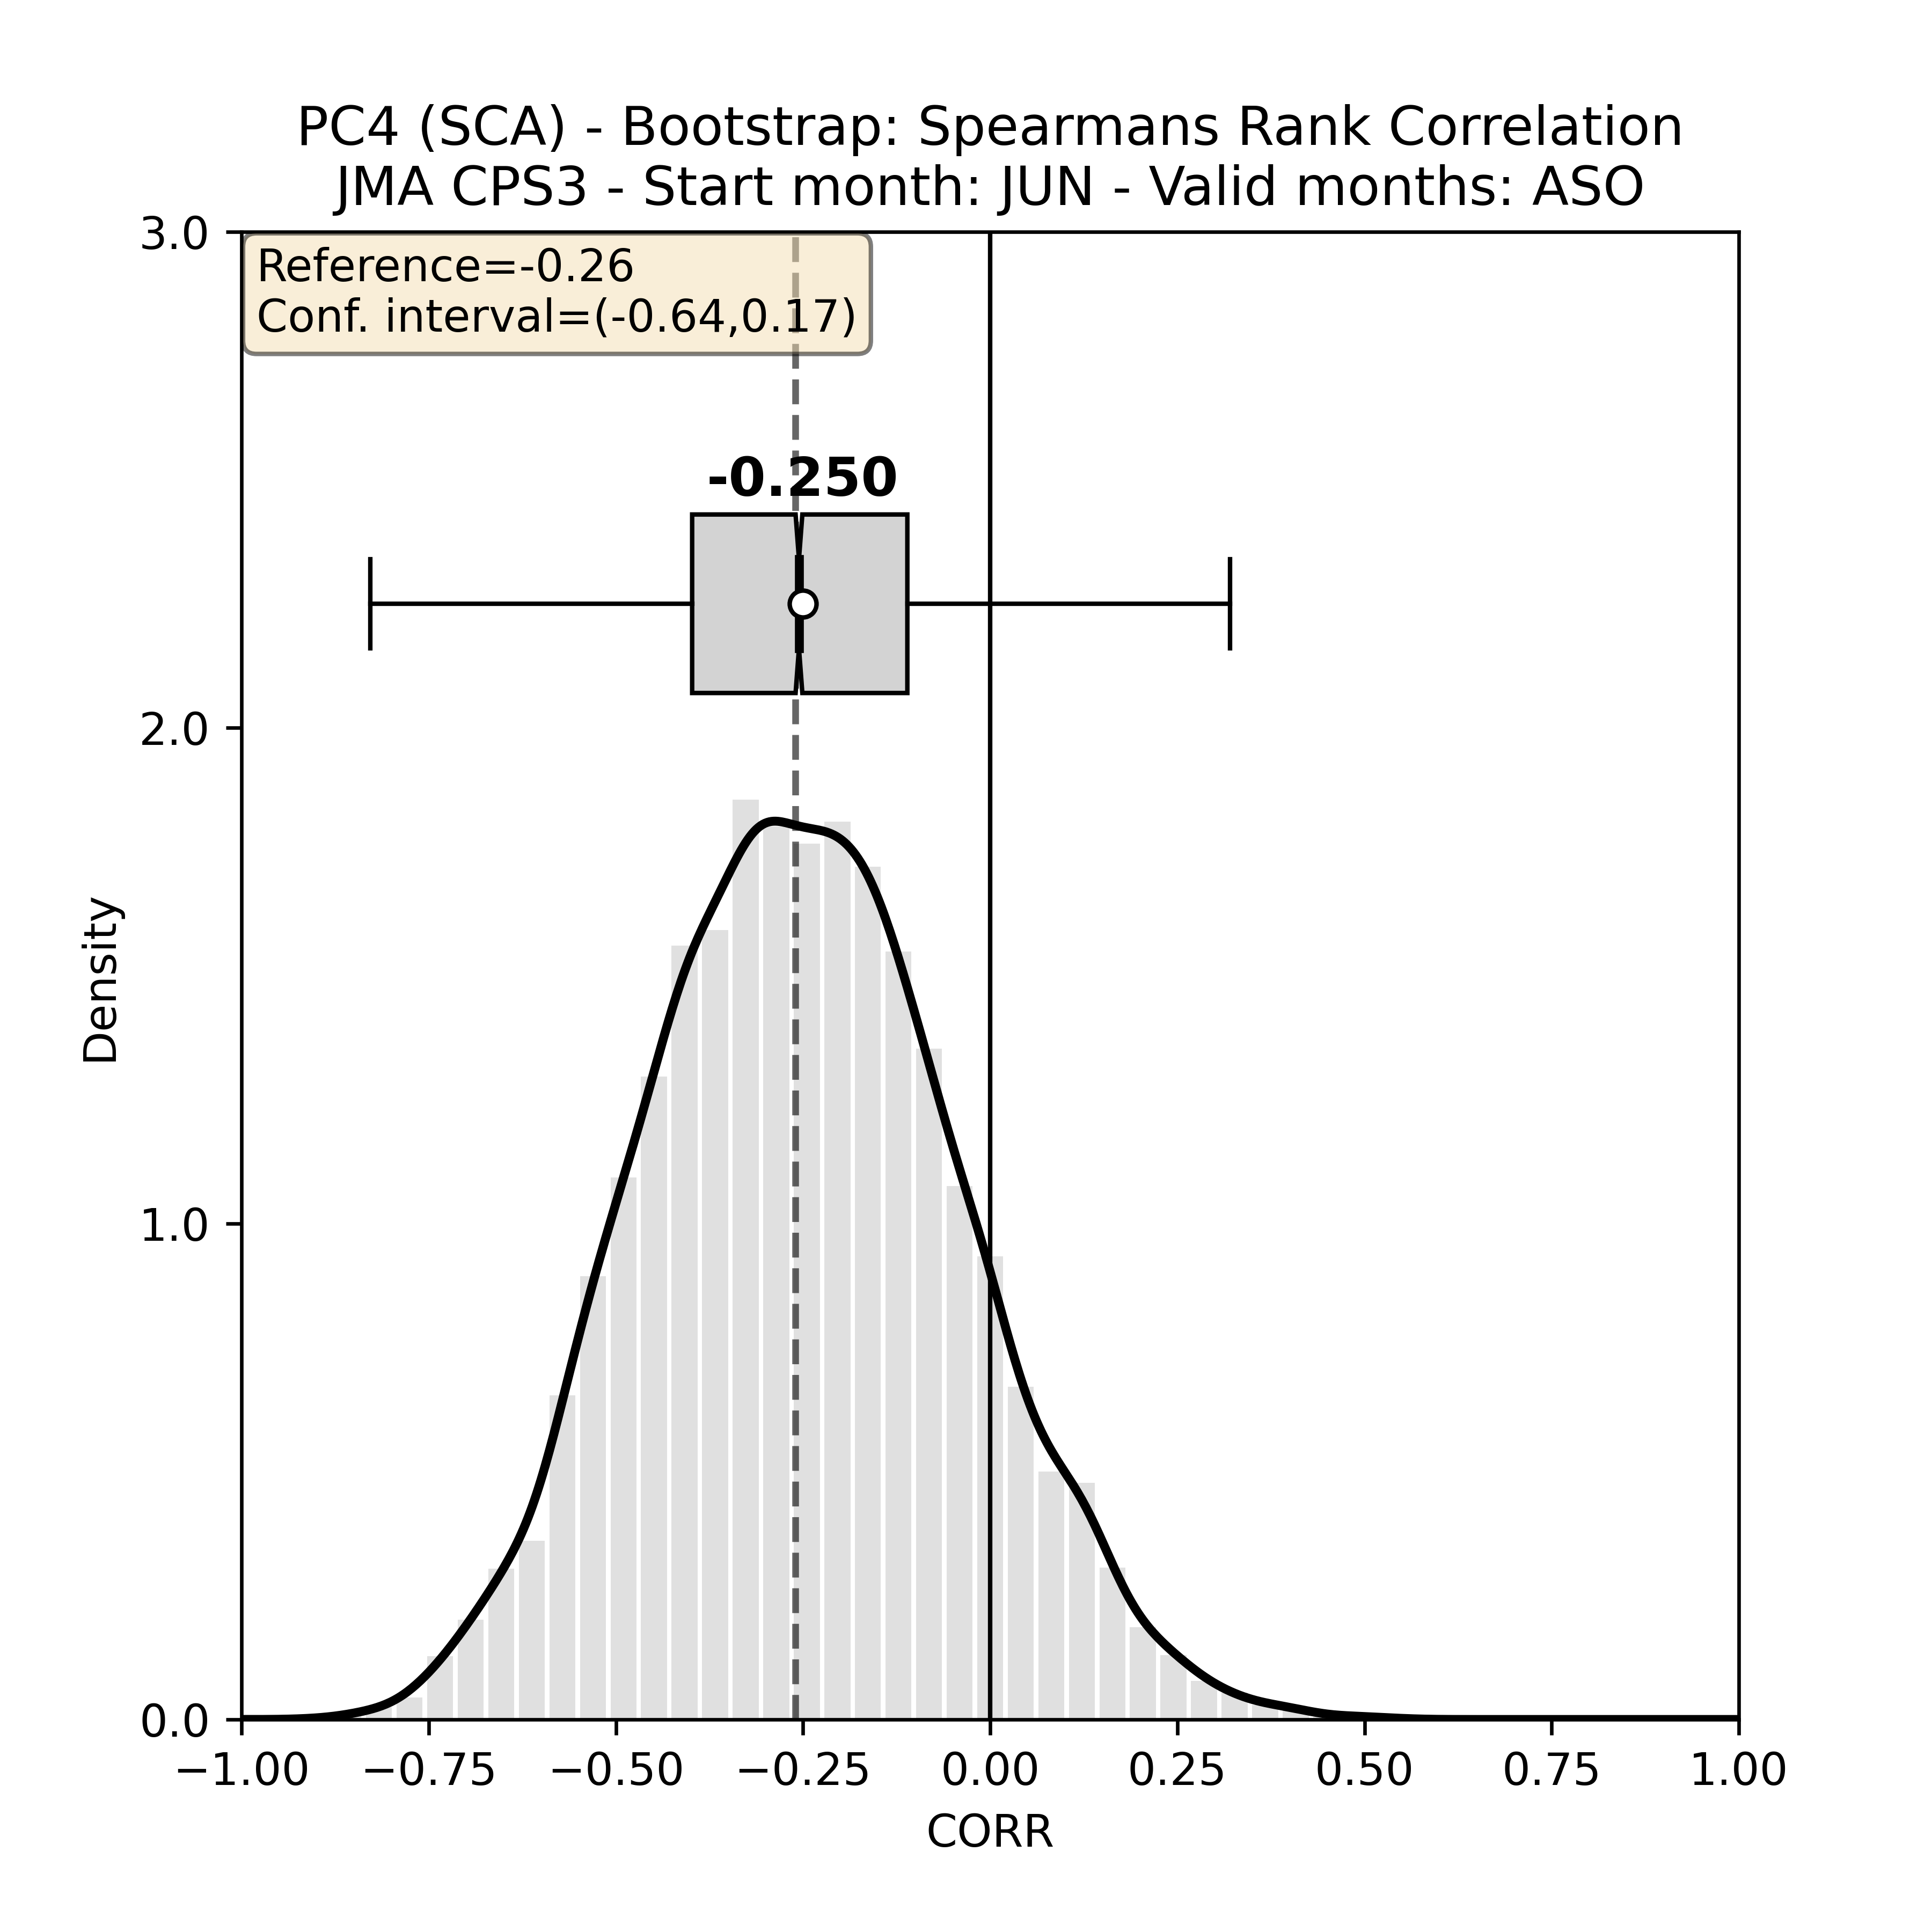 PC4 (SCA) - Bootstrap: Spearmans Rank Correlation
JMA CPS3 - Start month: JUN - Valid months: ASO
3.0
Reference=-0.26
Conf. interval=(-0.64,0.17)
-0.250
2.0
Density
1.0
0.0
−1.00 −0.75 −0.50 −0.25 0.00 0.25 0.50 0.75 1.00
CORR